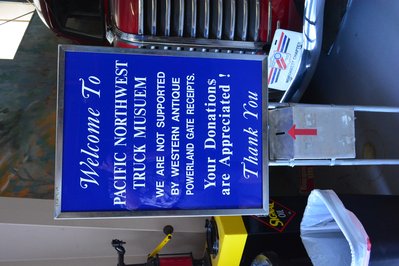 Welcome To
PACIFIC NORTHWEST
TRUCK MUSUEM
WE ARE NOT SUPPORTED
BY WESTERN ANTIQUE
POWERLAND GATE RECEIPTS.
Your Donations
are Appreciated !
Thank You